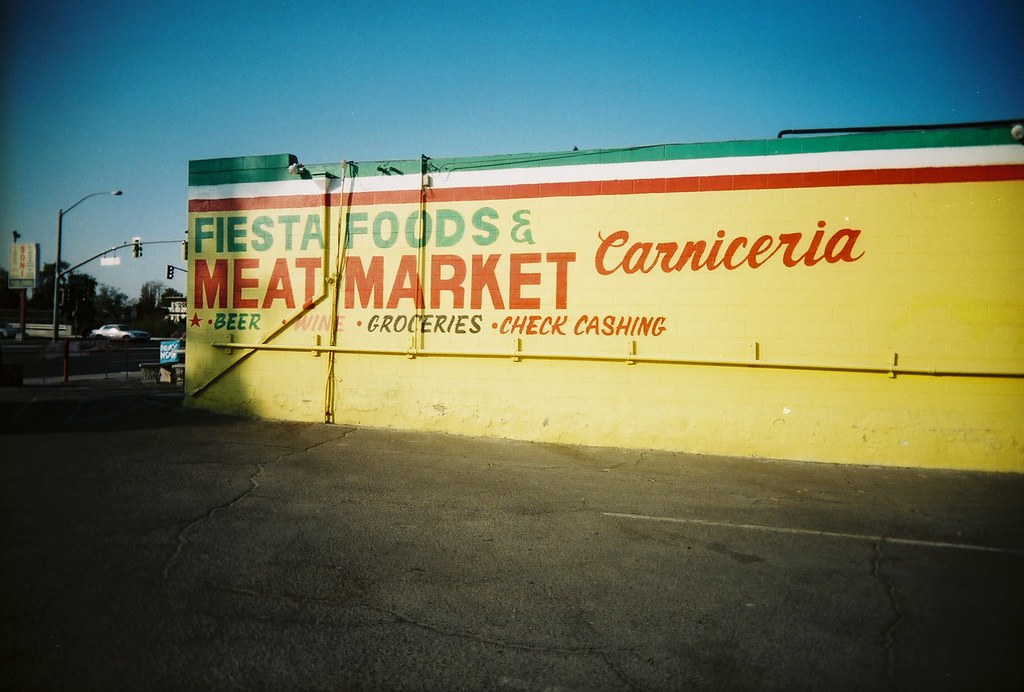 FIESTA FOODS &
MEAT MARKET
Carniceria
★ • BEER • WINE • GROCERIES • CHECK CASHING